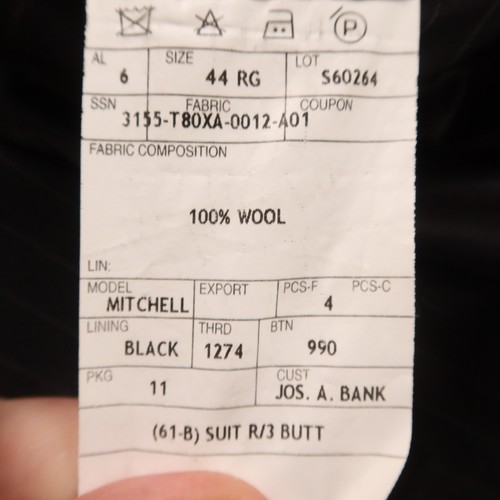 P
AL SIZE LOT
6 44 RG S60264
SSN FABRIC COUPON
3155-T80XA-0012-A01
FABRIC COMPOSITION
100% WOOL
LIN:
MODEL EXPORT PCS-F PCS-C
MITCHELL 4
LINING THRD BTN
BLACK 1274 990
PKG CUST
11 JOS. A. BANK
(61-B) SUIT R/3 BUTT